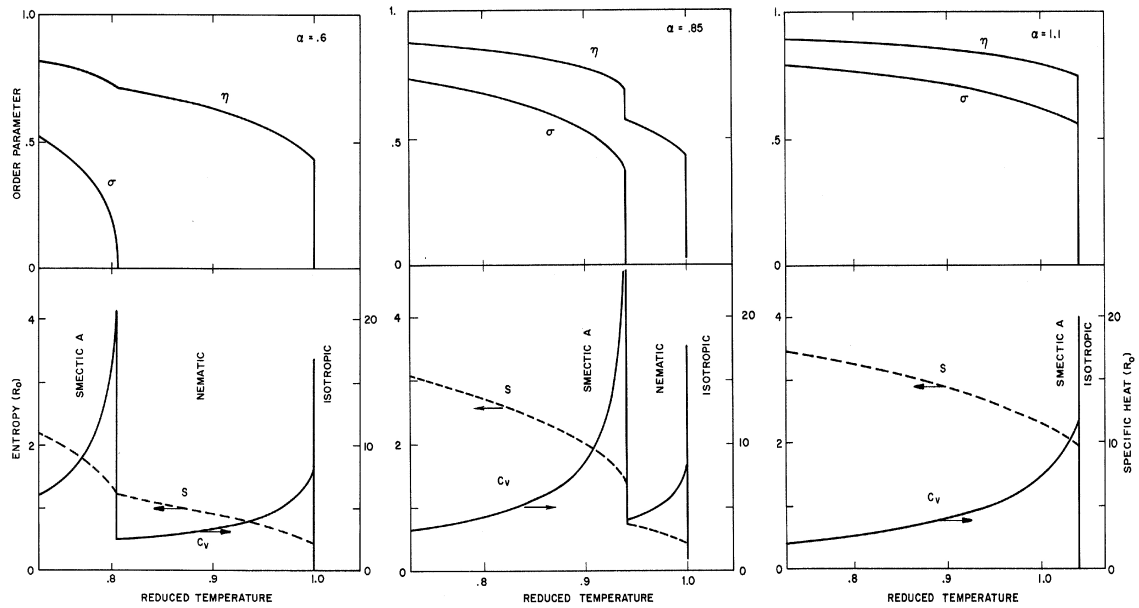 1.0
.5
0
ORDER PARAMETER
α = .6
η
σ
4
2
0
ENTROPY (R₀)
20
10
0
SMECTIC A
NEMATIC
ISOTROPIC
S
Cv
.8
.9
1.0
REDUCED TEMPERATURE
1.
.5
0
α = .85
η
σ
4
2
0
20
10
0
SMECTIC A
NEMATIC
ISOTROPIC
S
Cv
.8
.9
1.0
REDUCED TEMPERATURE
1.
.5
0
α = 1.1
η
σ
4
2
0
20
10
0
SPECIFIC HEAT (R₀)
SMECTIC A
ISOTROPIC
S
Cv
.8
.9
1.0
REDUCED TEMPERATURE